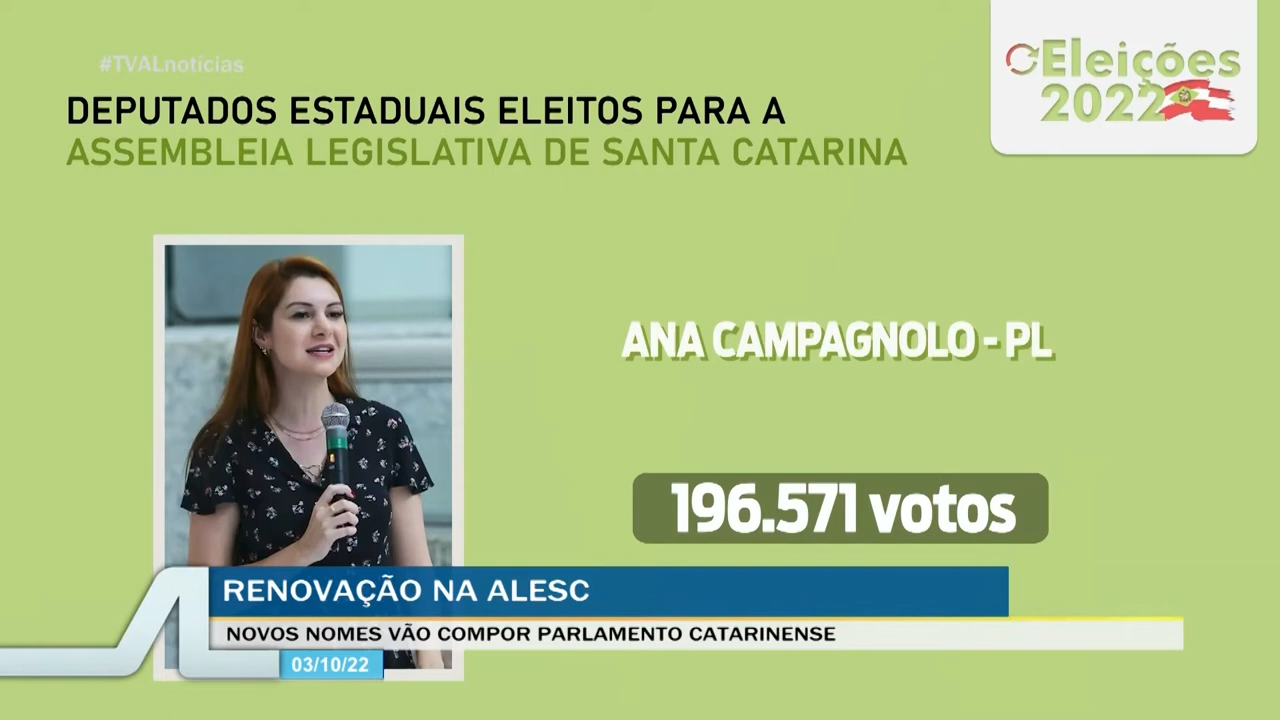 #TVALnotícias
Eleições
2022
DEPUTADOS ESTADUAIS ELEITOS PARA A
ASSEMBLEIA LEGISLATIVA DE SANTA CATARINA
ANA CAMPAGNOLO - PL
196.571 votos
RENOVAÇÃO NA ALESC
NOVOS NOMES VÃO COMPOR PARLAMENTO CATARINENSE
03/10/22